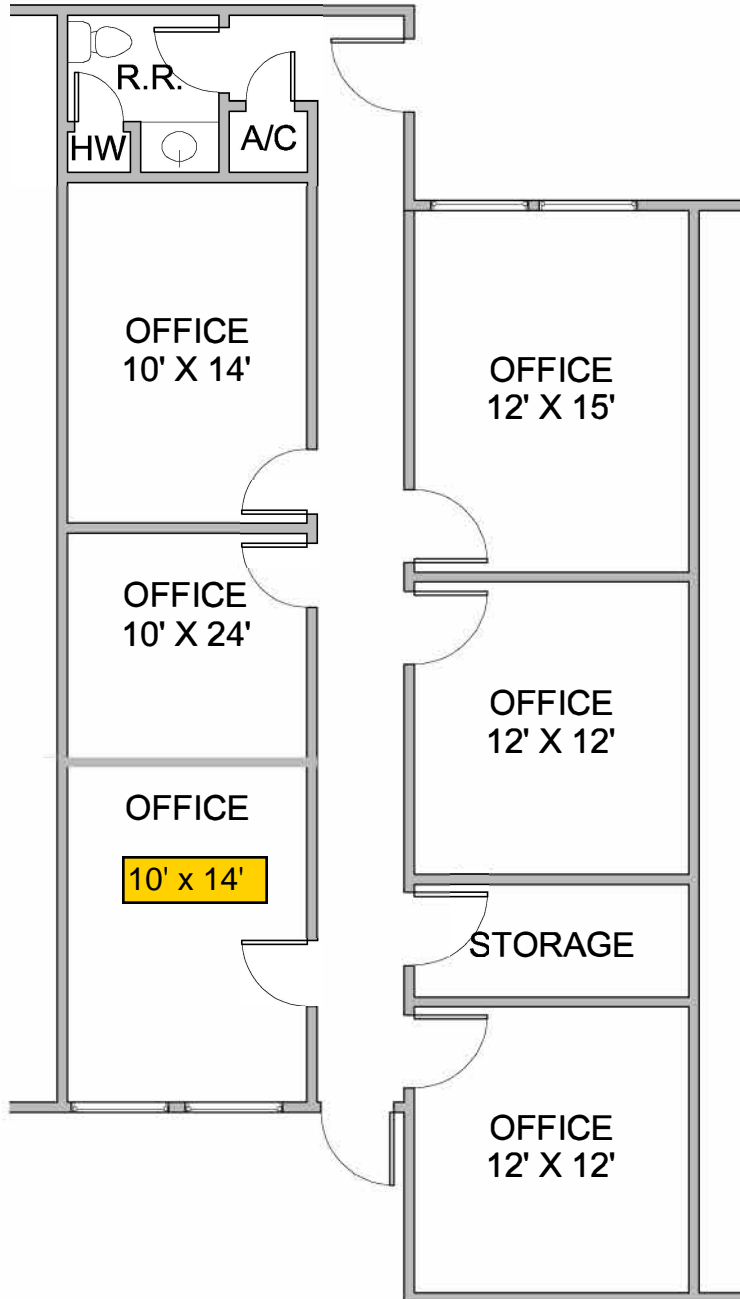 R.R.
HW
A/C
OFFICE
10' X 14'
OFFICE
12' X 15'
OFFICE
10' X 24'
OFFICE
12' X 12'
OFFICE
10' x 14'
STORAGE
OFFICE
12' X 12'